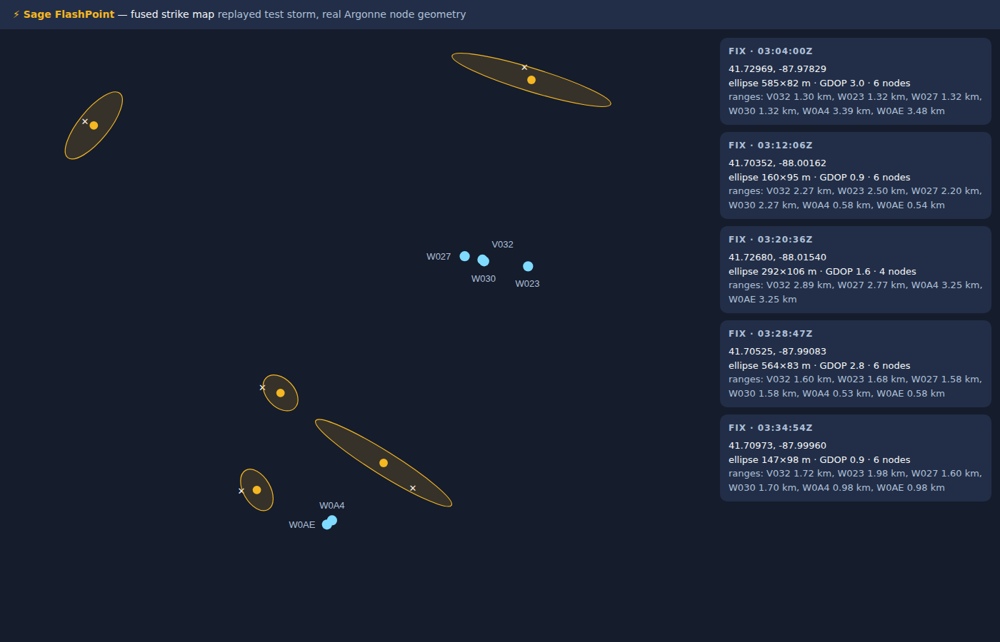 ⚡ Sage FlashPoint — fused strike map replayed test storm, real Argonne node geometry
FIX · 03:04:00Z
41.72969, -87.97829
ellipse 585×82 m · GDOP 3.0 · 6 nodes
ranges: V032 1.30 km, W023 1.32 km, W027 1.32 km,
W030 1.32 km, W0A4 3.39 km, W0AE 3.48 km
FIX · 03:12:06Z
41.70352, -88.00162
ellipse 160×95 m · GDOP 0.9 · 6 nodes
ranges: V032 2.27 km, W023 2.50 km, W027 2.20 km,
W030 2.27 km, W0A4 0.58 km, W0AE 0.54 km
FIX · 03:20:36Z
41.72680, -88.01540
ellipse 292×106 m · GDOP 1.6 · 4 nodes
ranges: V032 2.89 km, W027 2.77 km, W0A4 3.25 km,
W0AE 3.25 km
FIX · 03:28:47Z
41.70525, -87.99083
ellipse 564×83 m · GDOP 2.8 · 6 nodes
ranges: V032 1.60 km, W023 1.68 km, W027 1.58 km,
W030 1.58 km, W0A4 0.53 km, W0AE 0.58 km
FIX · 03:34:54Z
41.70973, -87.99960
ellipse 147×98 m · GDOP 0.9 · 6 nodes
ranges: V032 1.72 km, W023 1.98 km, W027 1.60 km,
W030 1.70 km, W0A4 0.98 km, W0AE 0.98 km
V032
W027
W030
W023
W0A4
W0AE